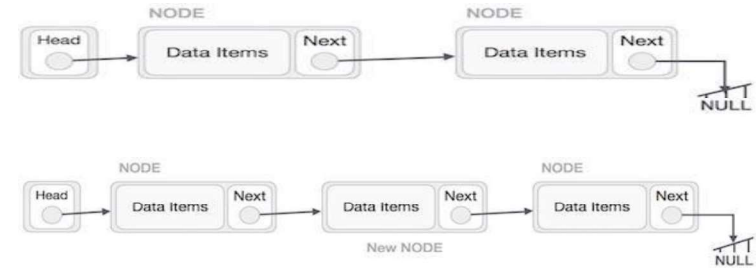 NODE NODE
Head Data Items Next Data Items Next
NULL
NODE NODE
Head Data Items Next Data Items Next Data Items Next
New NODE
NULL